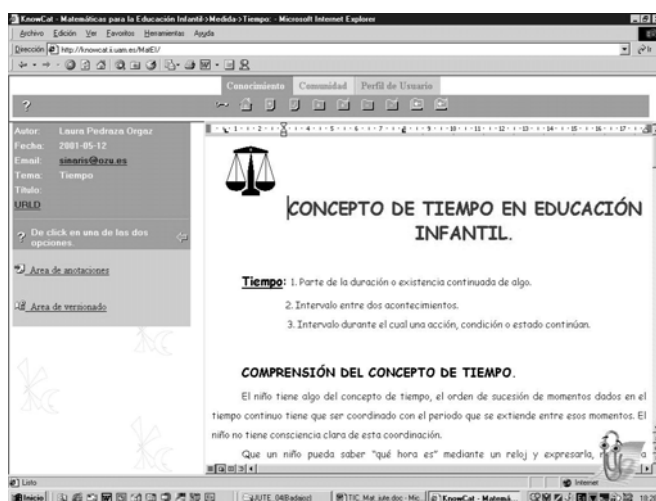 KnowCat - Matemáticas para la Educación Infantil->Medida->Tiempo: - Microsoft Internet Explorer
Archivo Edición Ver Favoritos Herramientas Ayuda
Dirección http://knowcat.ii.uam.es/MatEI/
Conocimiento Comunidad Perfil de Usuario
?
Autor: Laura Pedraza Orgaz
Fecha: 2001-05-12
Email: sinaris@ozu.es
Tema: Tiempo
Título:
URLD
? De click en una de las dos
opciones.
Area de anotaciones
Area de versionado
CONCEPTO DE TIEMPO EN EDUCACIÓN
INFANTIL.
Tiempo: 1. Parte de la duración o existencia continuada de algo.
2. Intervalo entre dos acontecimientos.
3. Intervalo durante el cual una acción, condición o estado continúan.
COMPRENSIÓN DEL CONCEPTO DE TIEMPO.
El niño tiene algo del concepto de tiempo, el orden de sucesión de momentos dados en el
tiempo continuo tiene que ser coordinado con el periodo que se extiende entre esos momentos. El
niño no tiene consciencia clara de esta coordinación.
Que un niño pueda saber "qué hora es" mediante un reloj y expresarla,
Listo
Internet
Inicio